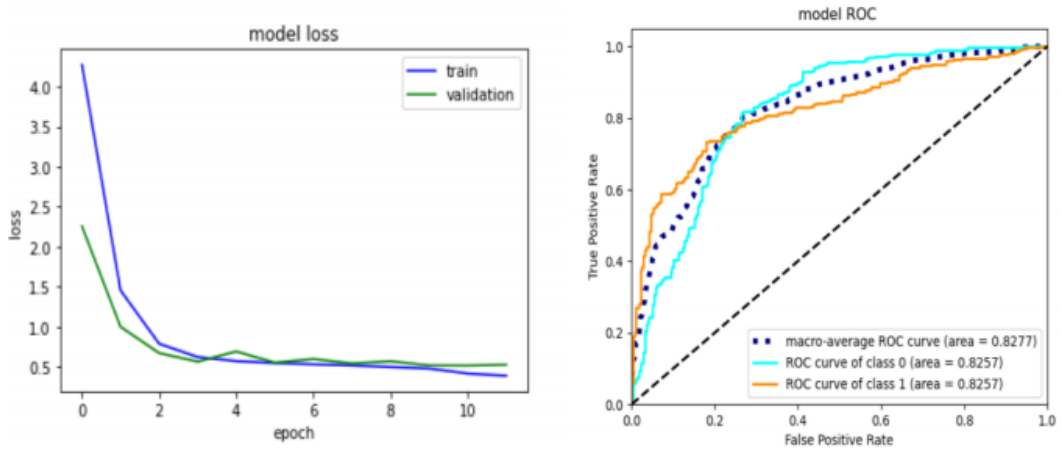 model loss
train
validation
4.0
3.5
3.0
2.5
2.0
1.5
1.0
0.5
loss
0 2 4 6 8 10
epoch
model ROC
1.0
0.8
0.6
0.4
0.2
0.0
True Positive Rate
macro-average ROC curve (area = 0.8277)
ROC curve of class 0 (area = 0.8257)
ROC curve of class 1 (area = 0.8257)
0.0 0.2 0.4 0.6 0.8 1.0
False Positive Rate